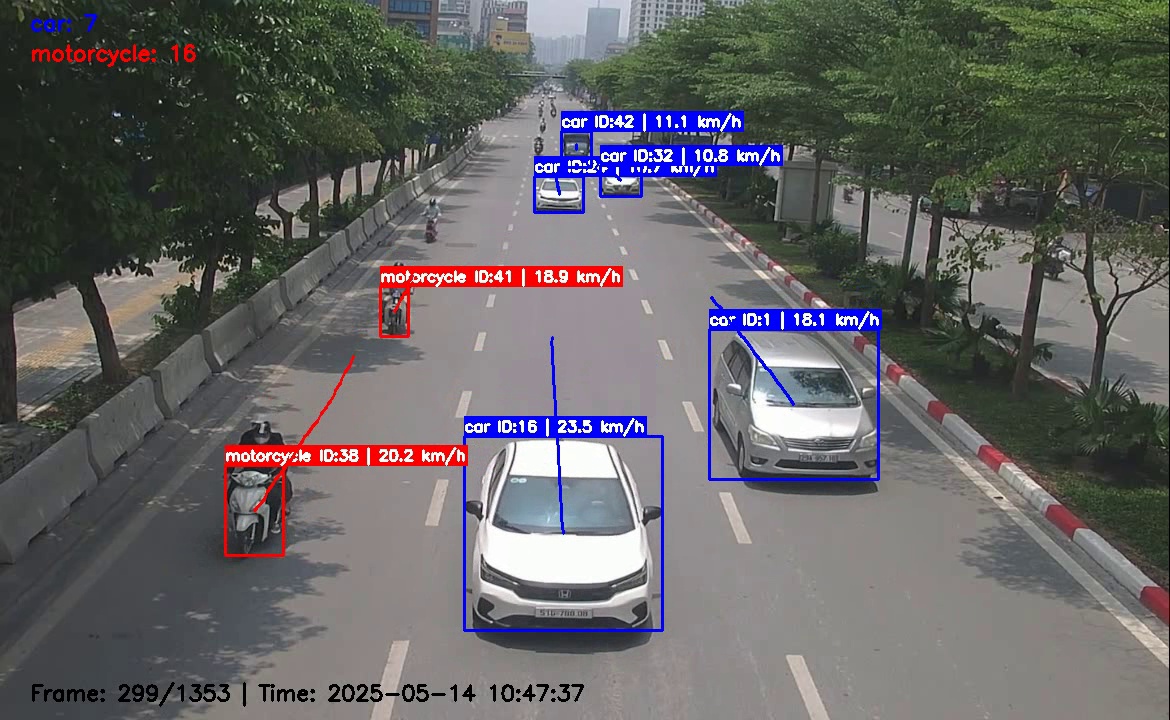 car: 7
motorcycle: 16
car ID:42 | 11.1 km/h
car ID:32 | 10.8 km/h
car km/h
motorcycle ID:41 | 18.9 km/h
car ID:1 | 18.1 km/h
car ID:16 | 23.5 km/h
motorcycle ID:38 | 20.2 km/h
Frame: 299/1353 | Time: 2025-05-14 10:47:37